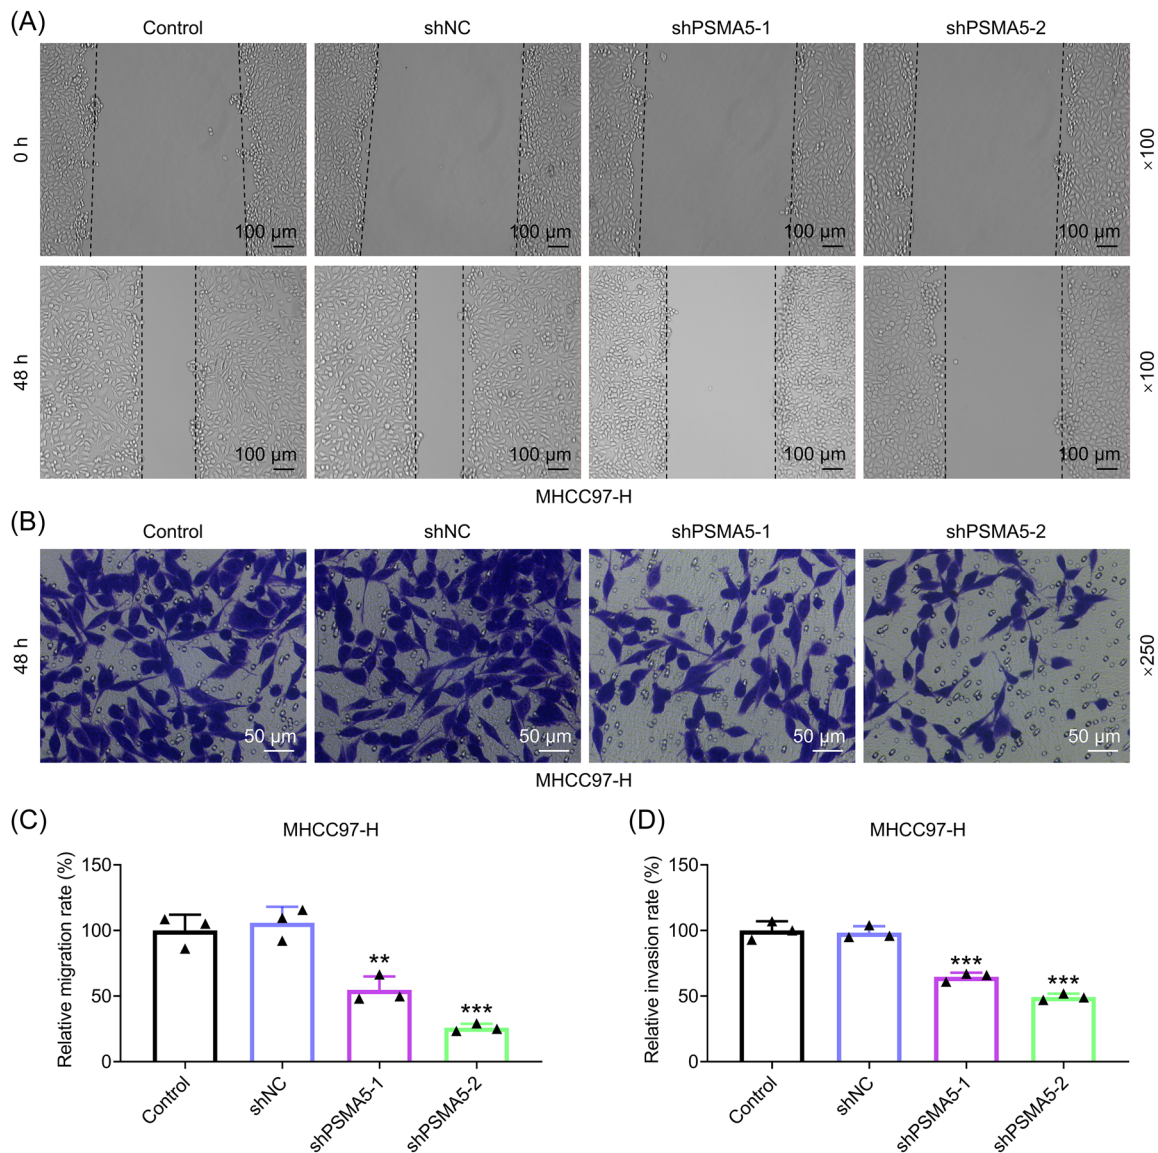 (A)
Control shNC shPSMA5-1 shPSMA5-2
0 h
100 µm 100 µm 100 µm 100 µm
×100
48 h
100 µm 100 µm 100 µm 100 µm
×100
MHCC97-H
(B)
Control shNC shPSMA5-1 shPSMA5-2
48 h
50 µm 50 µm 50 µm 50 µm
×250
MHCC97-H
(C)
MHCC97-H
Relative migration rate (%)
150
100
50
0
**
***
Control shNC shPSMA5-1 shPSMA5-2
(D)
MHCC97-H
Relative invasion rate (%)
150
100
50
0
***
***
Control shNC shPSMA5-1 shPSMA5-2